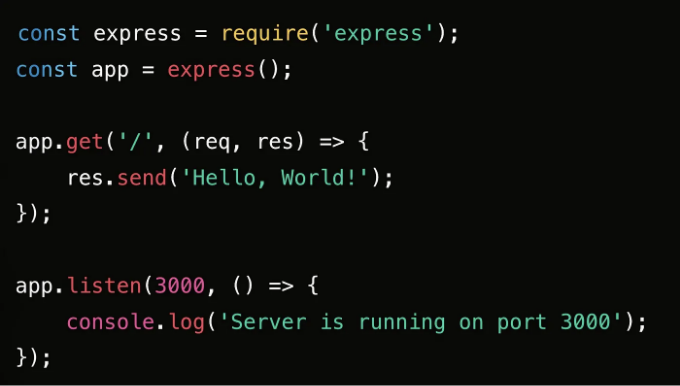 const express = require('express');
const app = express();
app.get('/', (req, res) => {
    res.send('Hello, World!');
});
app.listen(3000, () => {
    console.log('Server is running on port 3000');
});